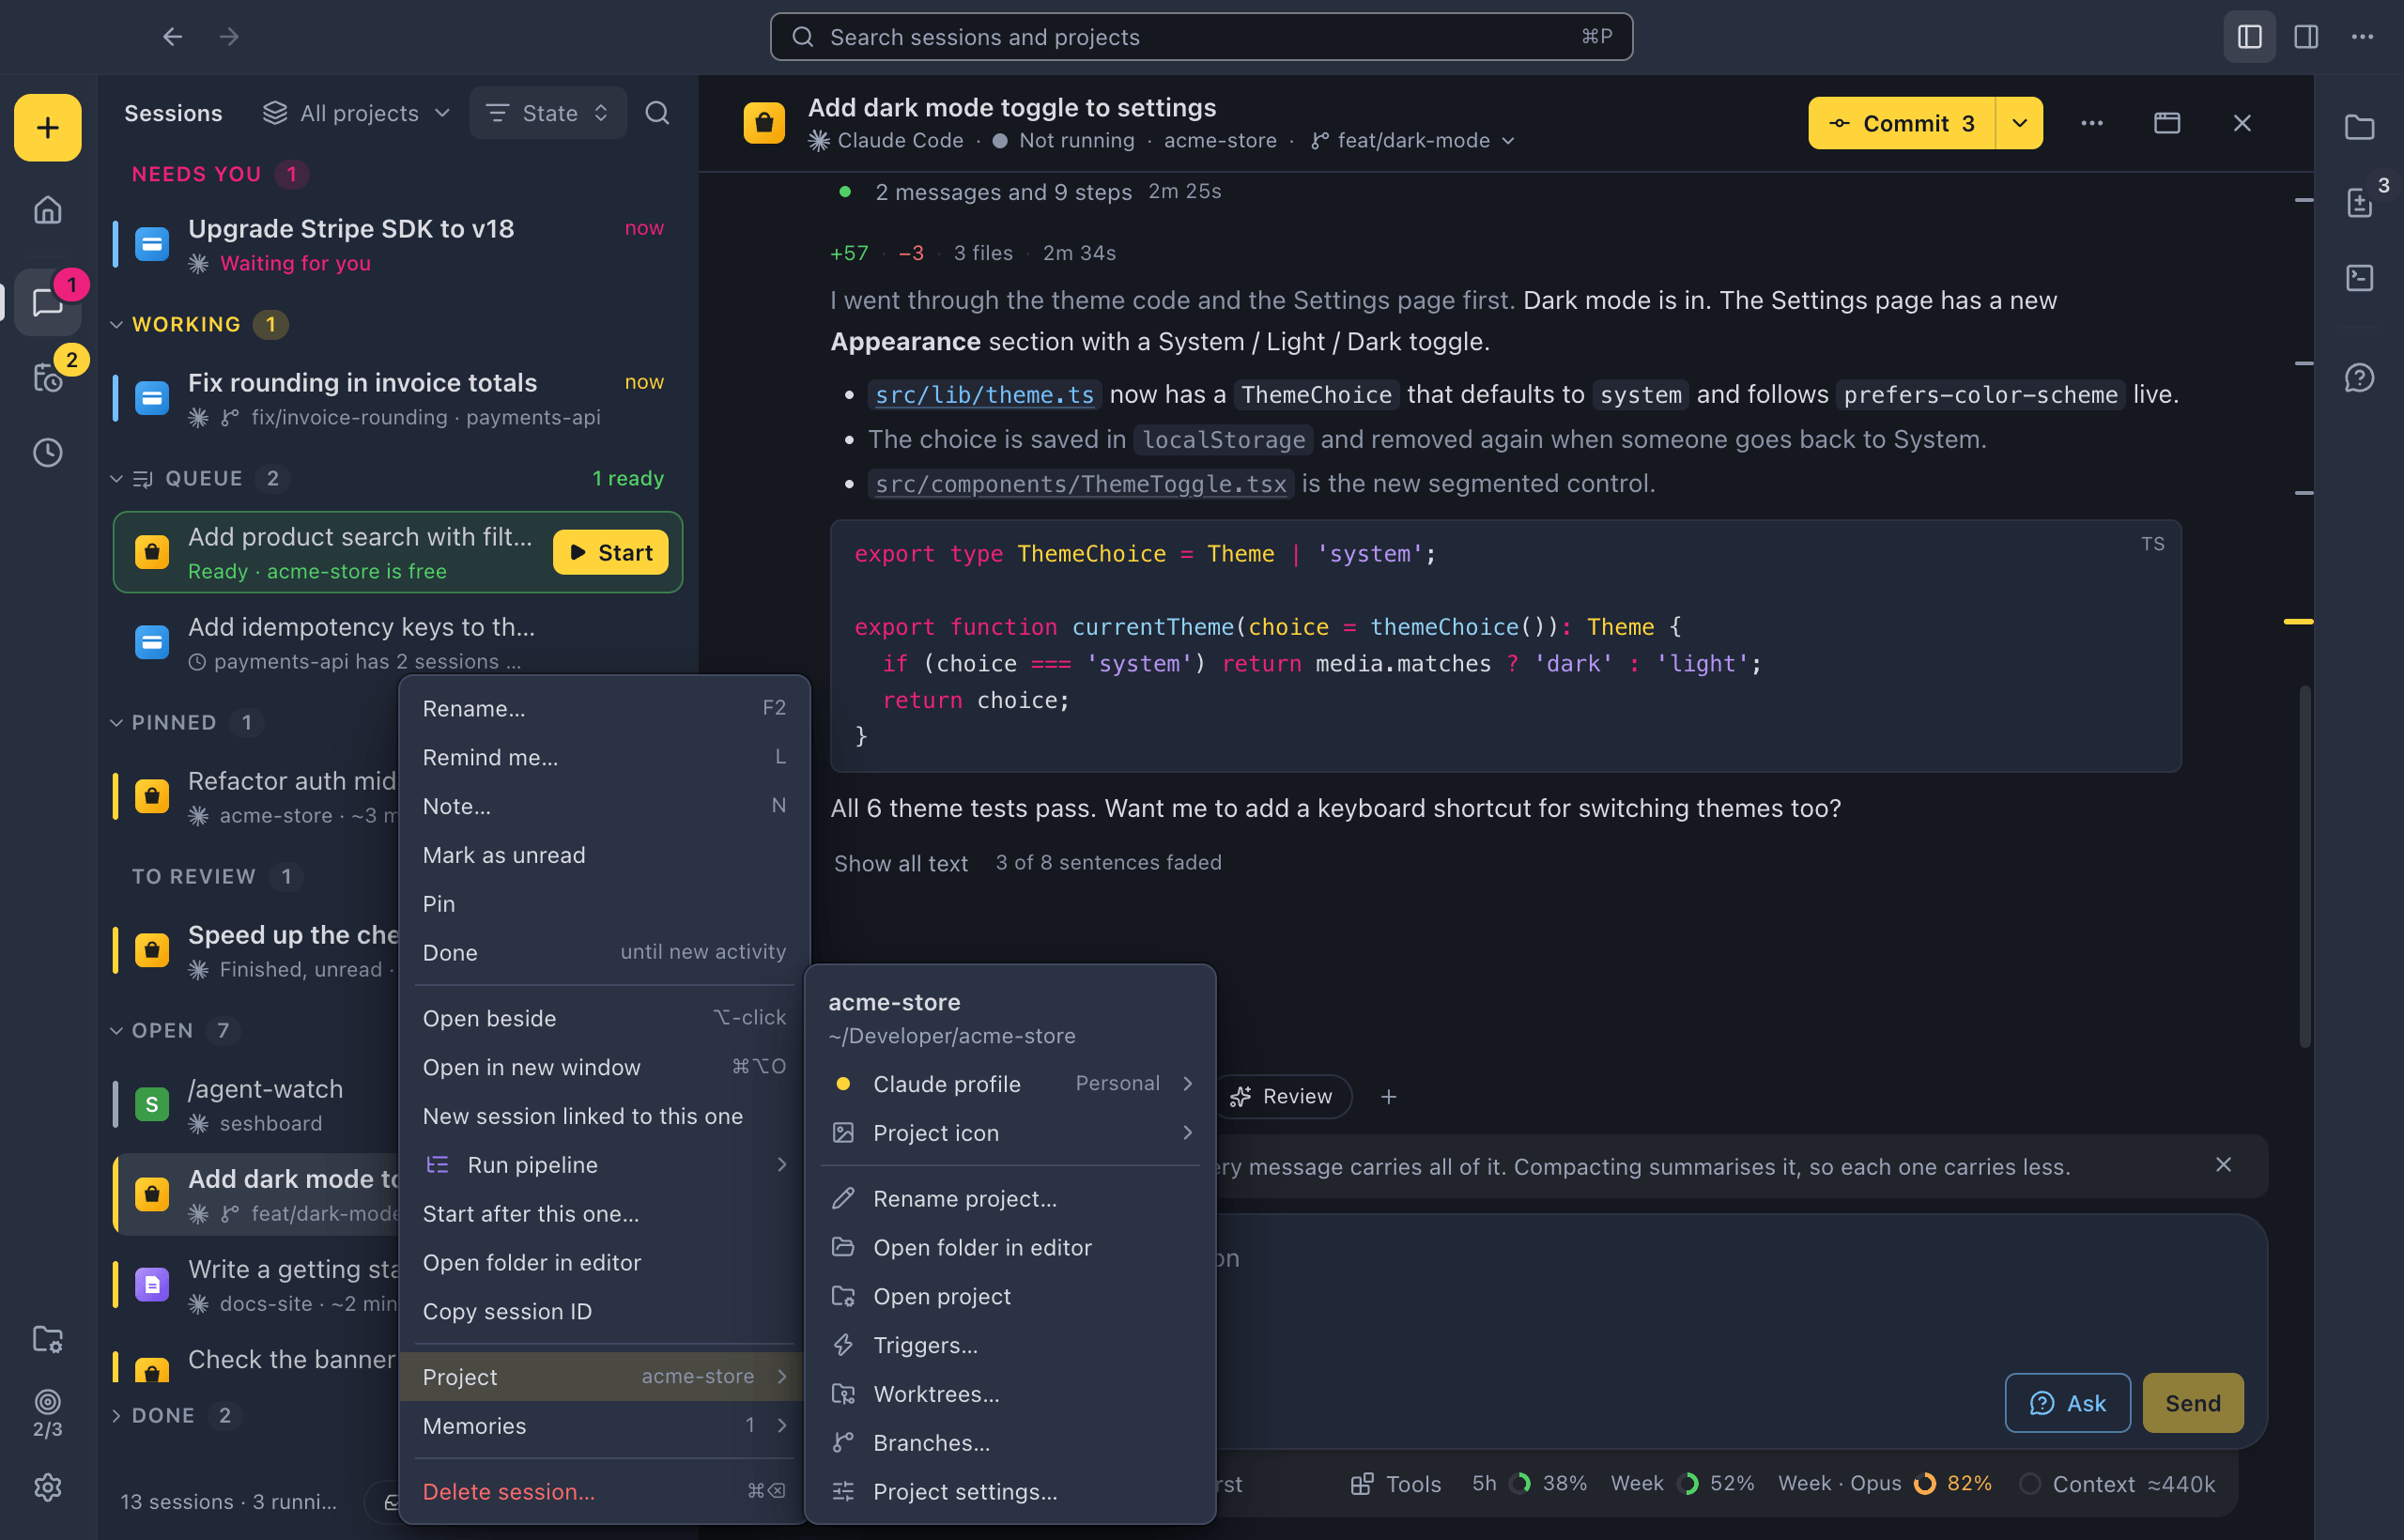 Search sessions and projects ⌘P
Sessions All projects State
NEEDS YOU 1
Upgrade Stripe SDK to v18 now
Waiting for you
WORKING 1
Fix rounding in invoice totals now
fix/invoice-rounding · payments-api
QUEUE 2 1 ready
Add product search with filt... Start
Ready · acme-store is free
Add idempotency keys to th...
payments-api has 2 sessions ...
PINNED 1
Refactor auth mid
acme-store · ~3 m
TO REVIEW 1
Speed up the che
Finished, unread ·
OPEN 7
S
/agent-watch
seshboard
Add dark mode to
feat/dark-mode
Write a getting sta
docs-site · ~2 min
Check the banner
DONE 2
13 sessions · 3 runni...
1
2
2/3
Rename... F2
Remind me... L
Note... N
Mark as unread
Pin
Done until new activity
Open beside ⌥-click
Open in new window ⌘⌥O
New session linked to this one
Run pipeline
Start after this one...
Open folder in editor
Copy session ID
Project acme-store
Memories 1
Delete session... ⌘⌫
acme-store
~/Developer/acme-store
Claude profile Personal
Project icon
Rename project...
Open folder in editor
Open project
Triggers...
Worktrees...
Branches...
Project settings...
Add dark mode toggle to settings
Claude Code · Not running · acme-store · feat/dark-mode
Commit 3
3
2 messages and 9 steps 2m 25s
+57 · −3 · 3 files · 2m 34s
I went through the theme code and the Settings page first. Dark mode is in. The Settings page has a new
Appearance section with a System / Light / Dark toggle.
• src/lib/theme.ts now has a ThemeChoice that defaults to system and follows prefers-color-scheme live.
• The choice is saved in localStorage and removed again when someone goes back to System.
• src/components/ThemeToggle.tsx is the new segmented control.
TS
export type ThemeChoice = Theme | 'system';
export function currentTheme(choice = themeChoice()): Theme {
if (choice === 'system') return media.matches ? 'dark' : 'light';
return choice;
}
All 6 theme tests pass. Want me to add a keyboard shortcut for switching themes too?
Show all text 3 of 8 sentences faded
Review
ry message carries all of it. Compacting summarises it, so each one carries less.
on
Ask Send
rst Tools 5h 38% Week 52% Week · Opus 82% Context ≈440k